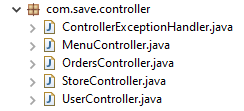 com.save.controller
ControllerExceptionHandler.java
MenuController.java
OrdersController.java
StoreController.java
UserController.java